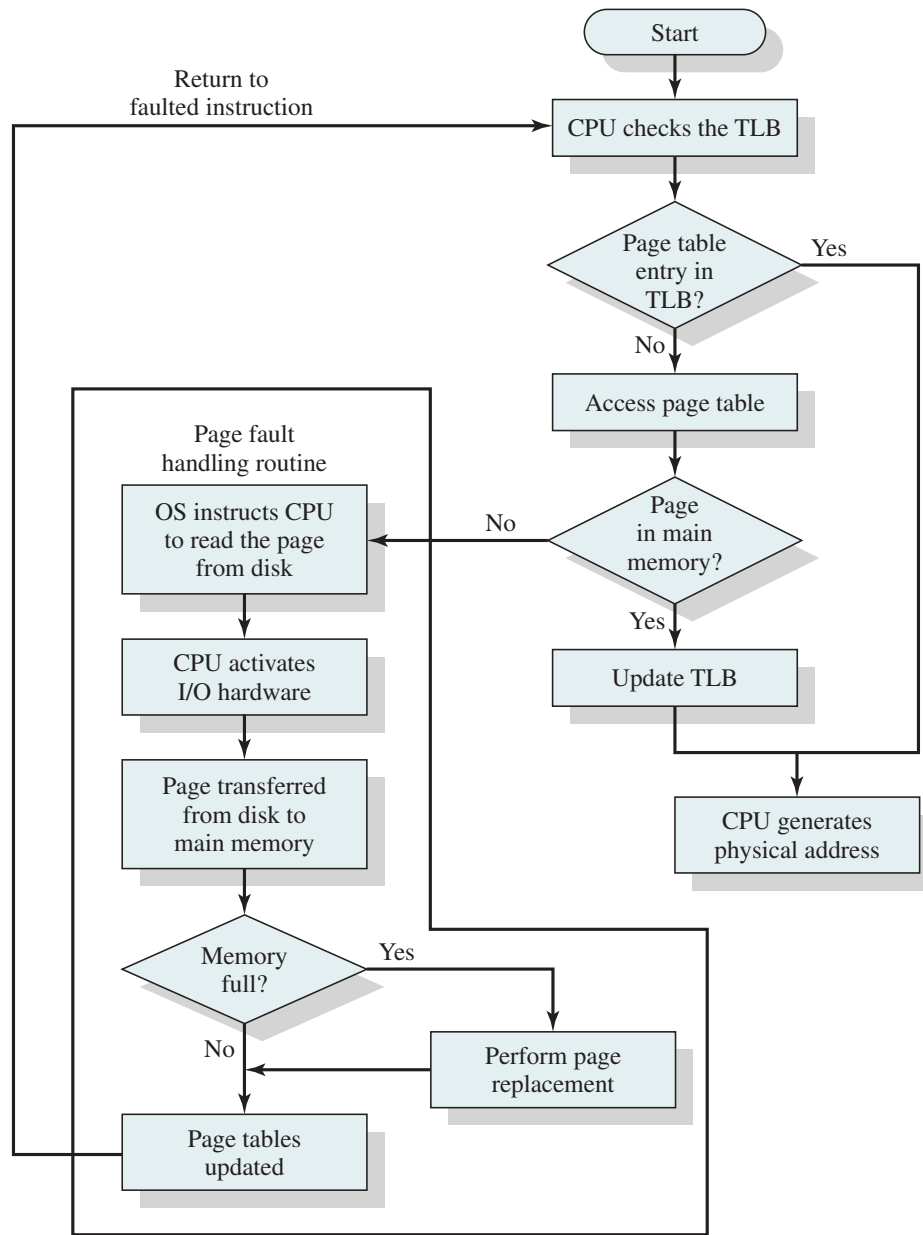 Start
Return to
faulted instruction
CPU checks the TLB
Page table
entry in
TLB?
Yes
No
Access page table
Page fault
handling routine
OS instructs CPU
to read the page
from disk
No
Page
in main
memory?
Yes
CPU activates
I/O hardware
Update TLB
Page transferred
from disk to
main memory
CPU generates
physical address
Memory
full?
Yes
No
Perform page
replacement
Page tables
updated